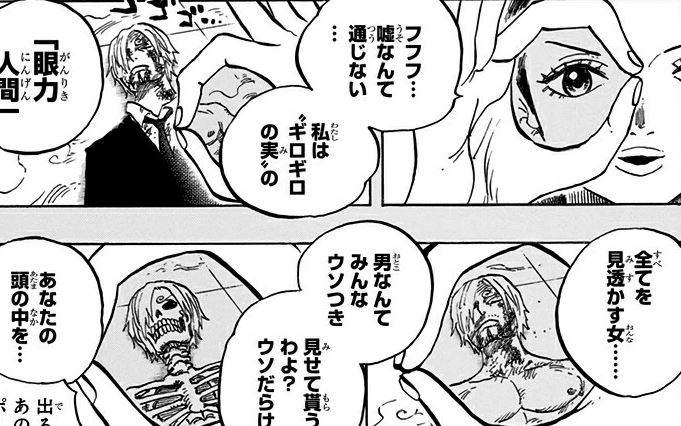 フフフ…
嘘なんて
通じない
…
私は
〝ギロギロ
の実〟の
「眼力
人間」
全てを
見透かす女……
男なんて
みんな
ウソつき
見せて貰う
わよ？
ウソだらけ
あなたの
頭の中を…
出る
あの